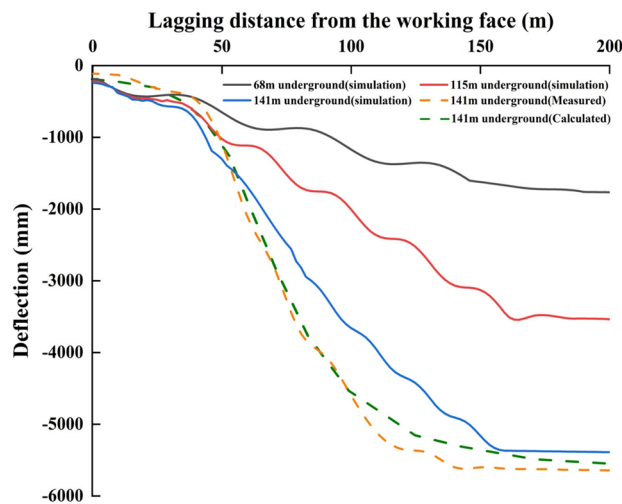 Lagging distance from the working face (m)
0 50 100 150 200
0
-1000
-2000
-3000
-4000
-5000
-6000
Deflection (mm)
68m underground(simulation) 115m underground(simulation)
141m underground(simulation) 141m underground(Measured)
141m underground(Calculated)